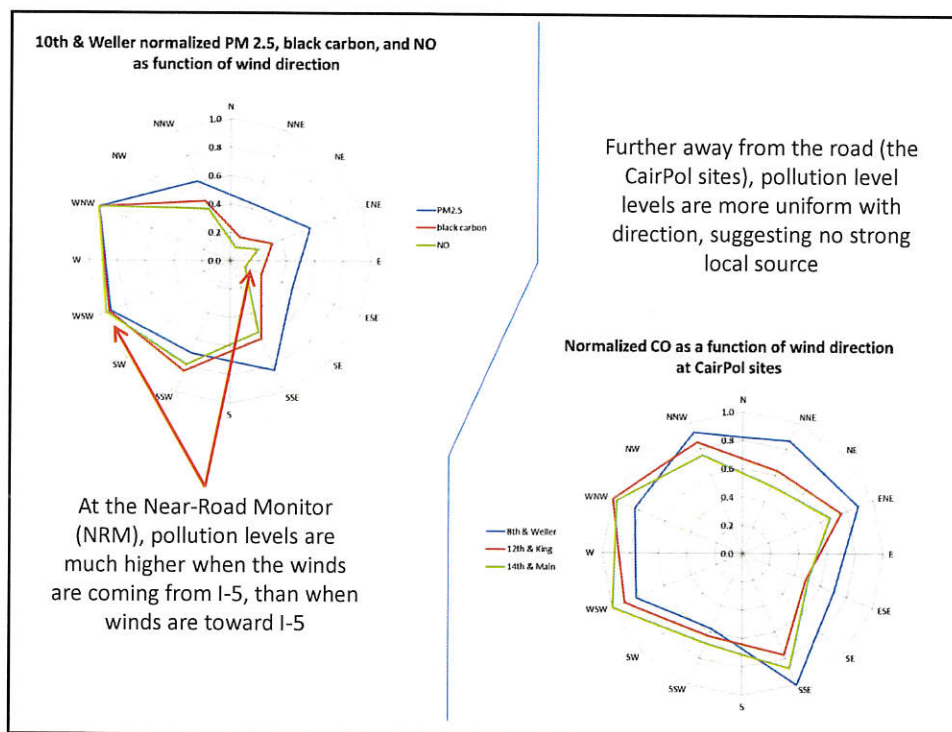 10th & Weller normalized PM 2.5, black carbon, and NO
as function of wind direction
N
NNE
NE
ENE
E
ESE
SE
SSE
S
SSW
SW
WSW
W
WNW
NW
NNW
1.0
0.8
0.6
0.4
0.2
0.0
PM2.5
black carbon
NO
At the Near-Road Monitor
(NRM), pollution levels are
much higher when the winds
are coming from I-5, than when
winds are toward I-5
Further away from the road (the
CairPol sites), pollution level
levels are more uniform with
direction, suggesting no strong
local source
Normalized CO as a function of wind direction
at CairPol sites
N
NNE
NE
ENE
E
ESE
SE
SSE
S
SSW
SW
WSW
W
WNW
NW
NNW
1.0
0.8
0.6
0.4
0.2
0.0
8th & Weller
12th & King
14th & Main